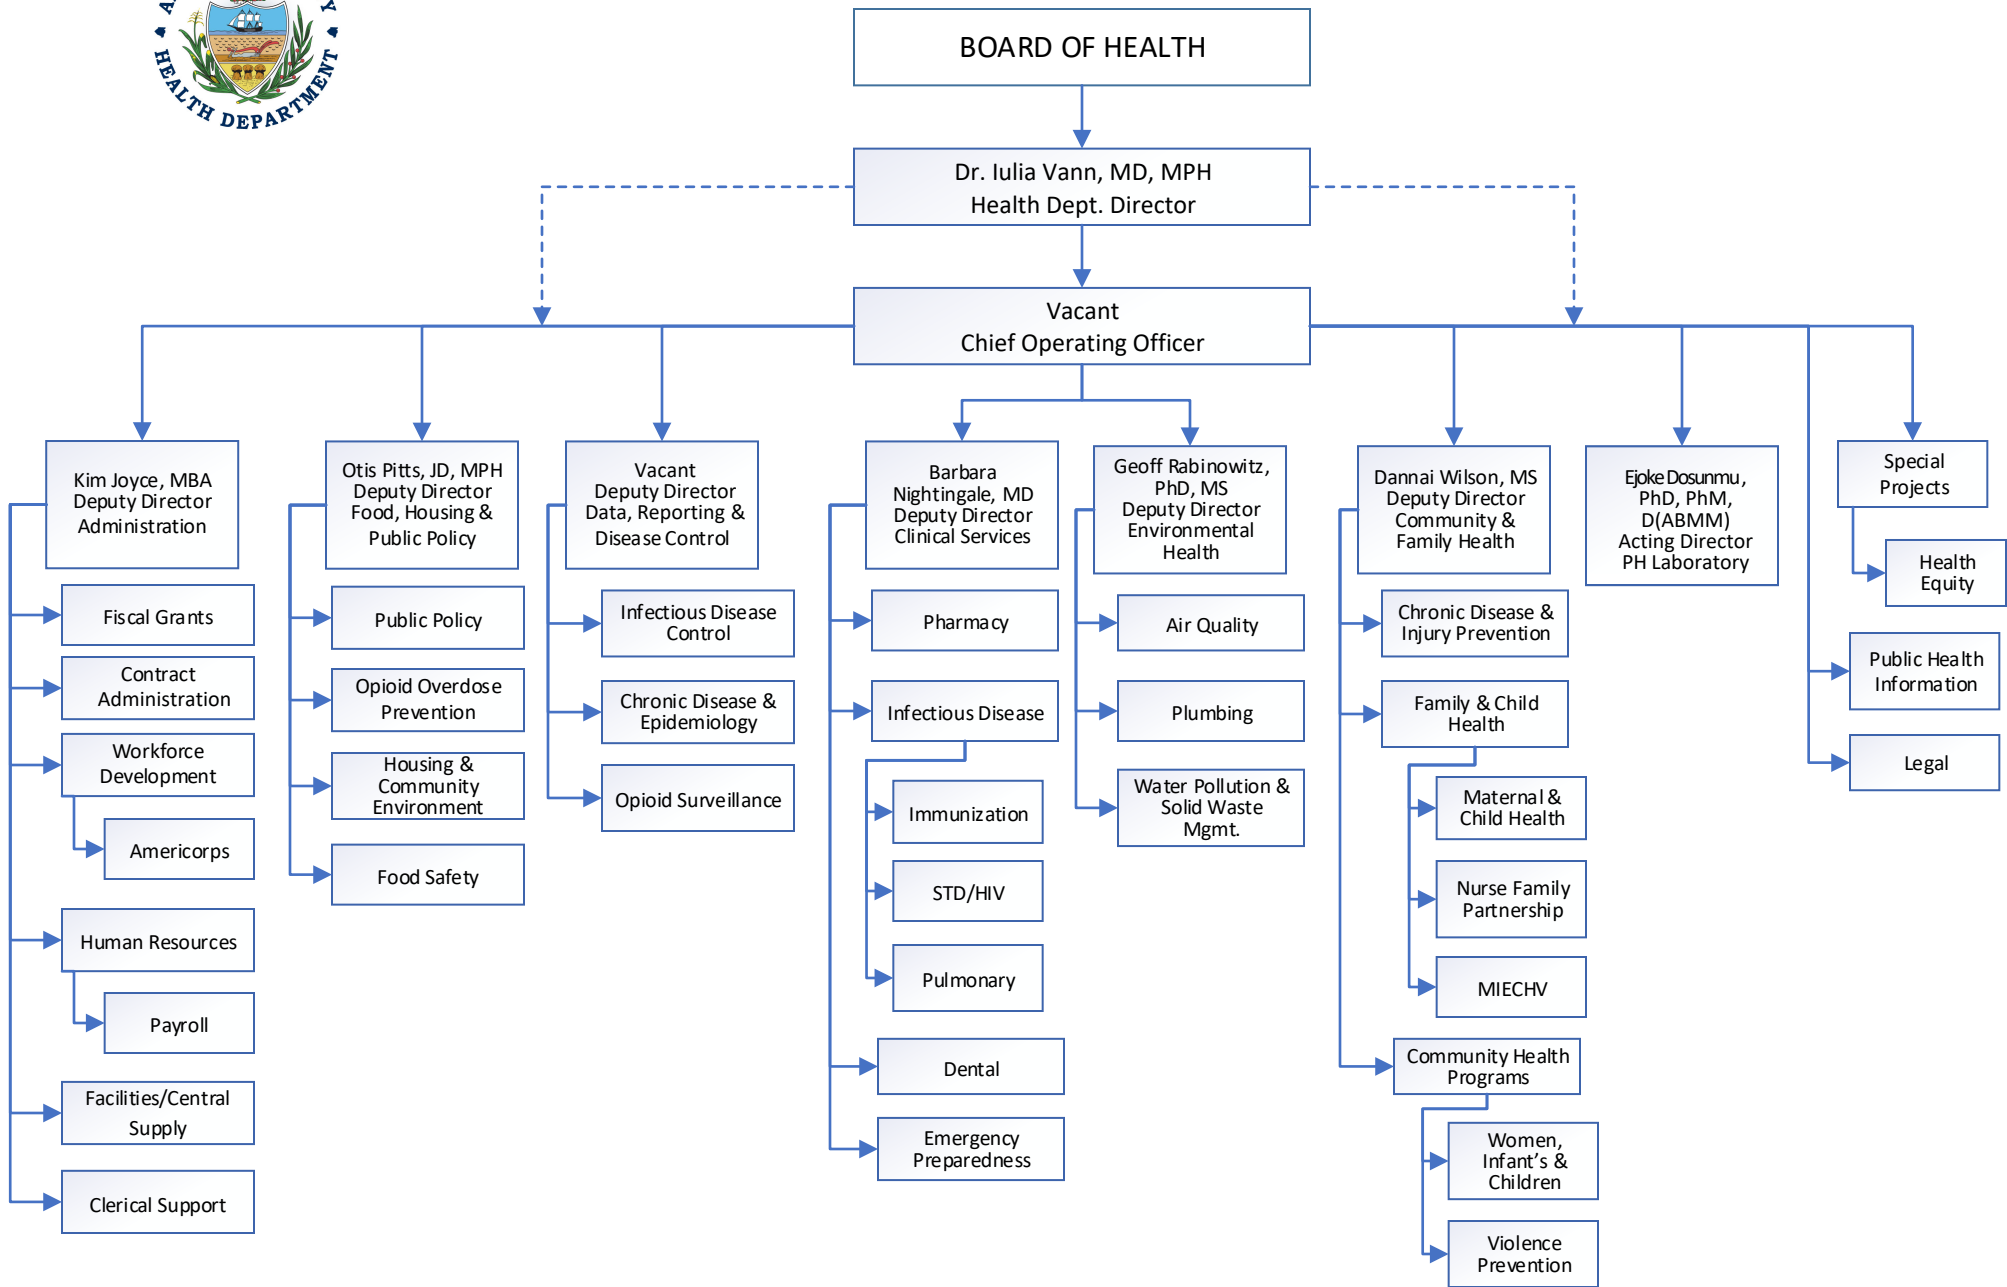 HEALTH DEPARTMENT
BOARD OF HEALTH
Dr. Iulia Vann, MD, MPH
Health Dept. Director
Vacant
Chief Operating Officer
Kim Joyce, MBA
Deputy Director
Administration
Fiscal Grants
Contract
Administration
Workforce
Development
Americorps
Human Resources
Payroll
Facilities/Central
Supply
Clerical Support
Otis Pitts, JD, MPH
Deputy Director
Food, Housing &
Public Policy
Public Policy
Opioid Overdose
Prevention
Housing &
Community
Environment
Food Safety
Vacant
Deputy Director
Data, Reporting &
Disease Control
Infectious Disease
Control
Chronic Disease &
Epidemiology
Opioid Surveillance
Barbara
Nightingale, MD
Deputy Director
Clinical Services
Pharmacy
Infectious Disease
Immunization
STD/HIV
Pulmonary
Dental
Emergency
Preparedness
Geoff Rabinowitz,
PhD, MS
Deputy Director
Environmental
Health
Air Quality
Plumbing
Water Pollution &
Solid Waste
Mgmt.
Dannai Wilson, MS
Deputy Director
Community &
Family Health
Chronic Disease &
Injury Prevention
Family & Child
Health
Maternal &
Child Health
Nurse Family
Partnership
MIECHV
Community Health
Programs
Women,
Infant’s &
Children
Violence
Prevention
Ejoke Dosunmu,
PhD, PhM,
D(ABMM)
Acting Director
PH Laboratory
Special
Projects
Health
Equity
Public Health
Information
Legal